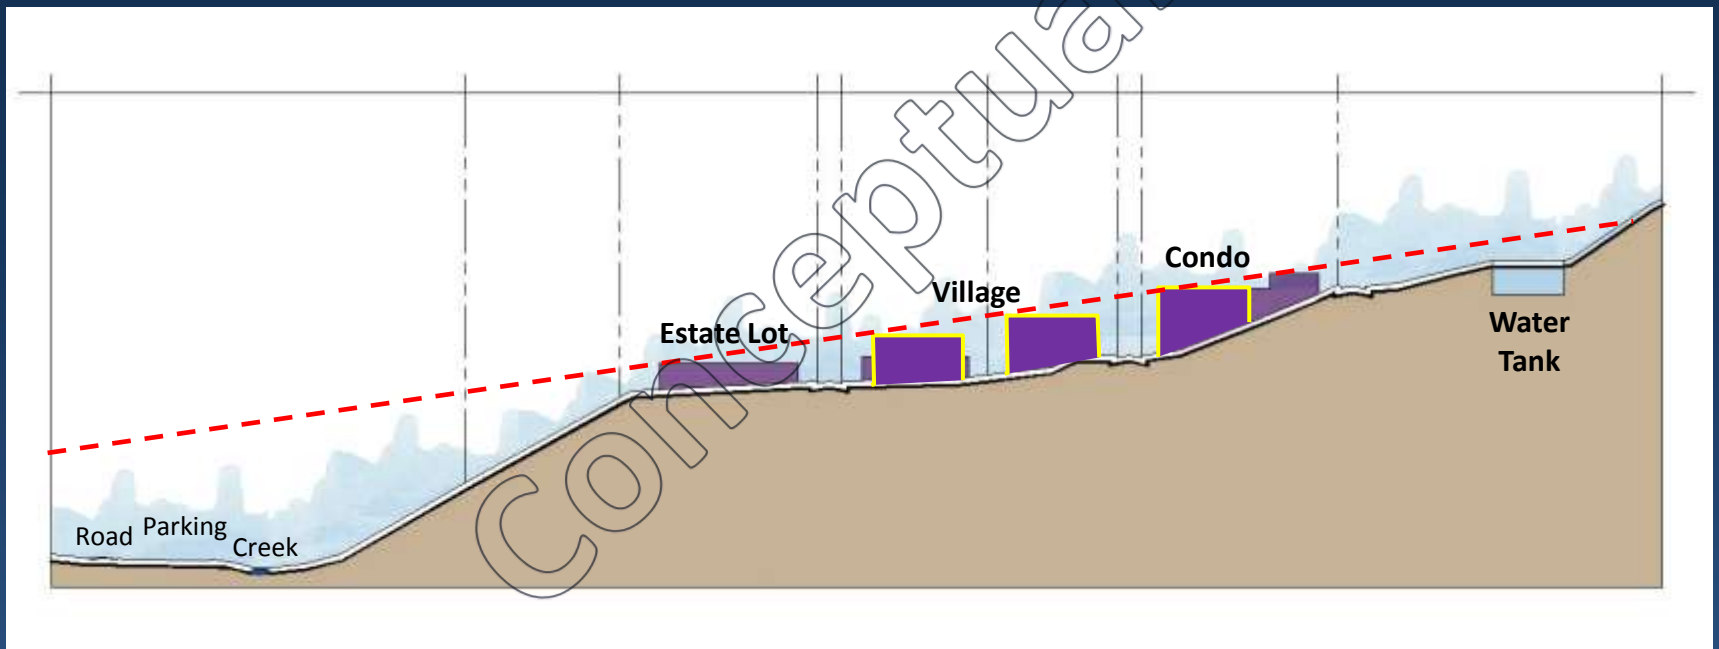 Conceptual
Condo
Village
Estate Lot
Water
Tank
Road
Parking
Creek